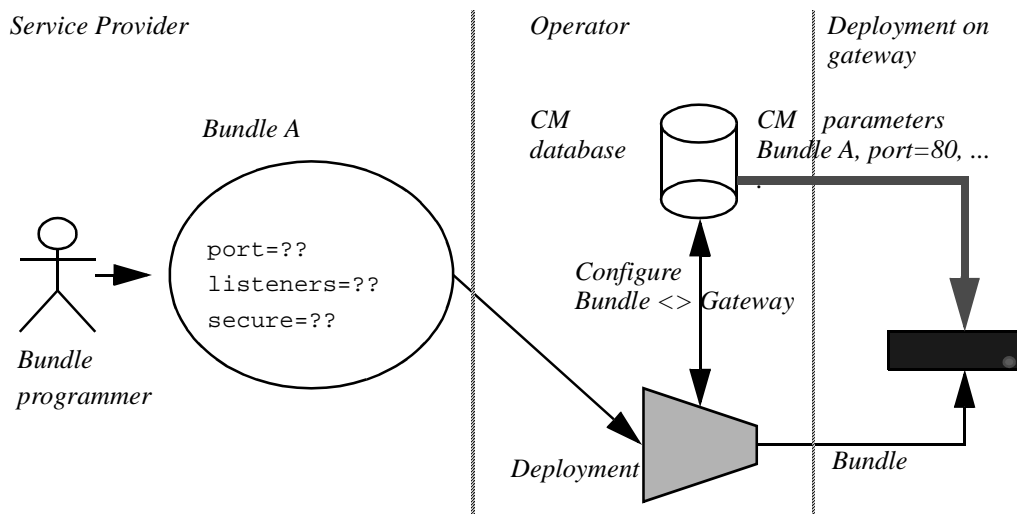 Service Provider
Operator
Deployment on
gateway
Bundle A
CM
database
CM parameters
Bundle A, port=80, ...
.
port=??
listeners=??
secure=??
Configure
Bundle <> Gateway
Bundle
programmer
Deployment
Bundle